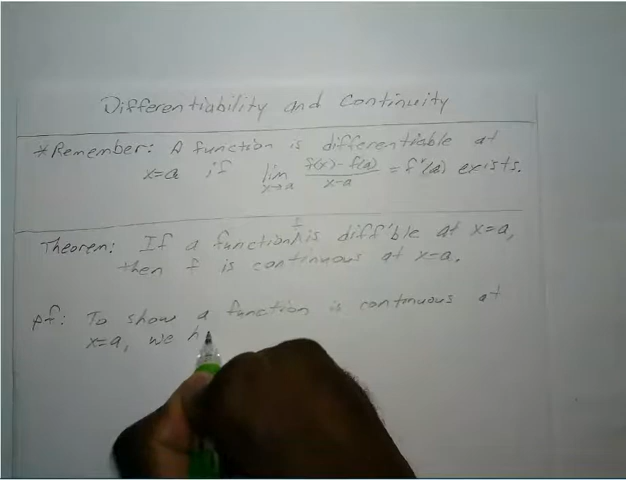 Differentiability and Continuity
*Remember: A function is differentiable at
x=a if lim x→a (f(x)-f(a))/(x-a) = f'(a) exists.
Theorem: If a function f is diff'ble at x=a,
then f is continuous at x=a.
pf: To show a function is continuous at
x=a, we h